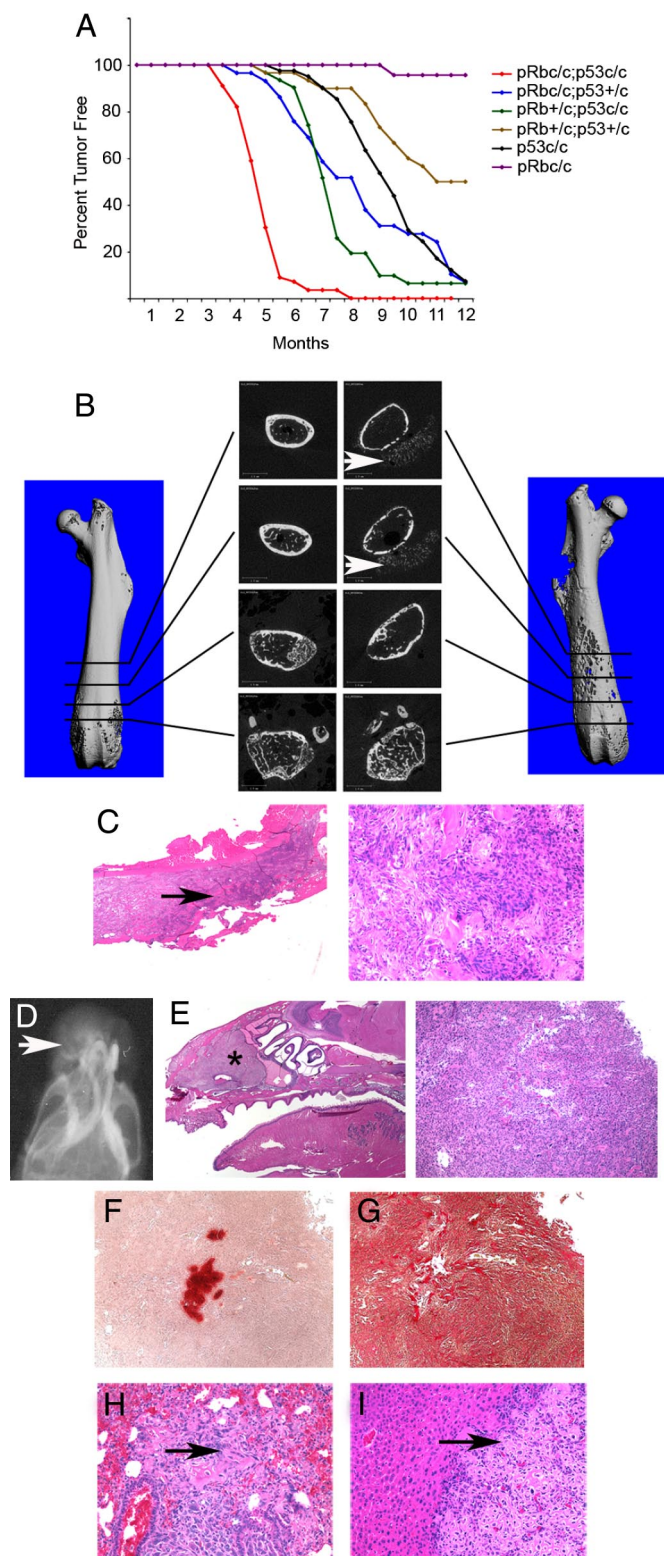 A
Percent Tumor Free
100
80
60
40
20
1 2 3 4 5 6 7 8 9 10 11 12
Months
pRbc/c;p53c/c
pRbc/c;p53+/c
pRb+/c;p53c/c
pRb+/c;p53+/c
p53c/c
pRbc/c
B
C
D
E
*
F
G
H
I